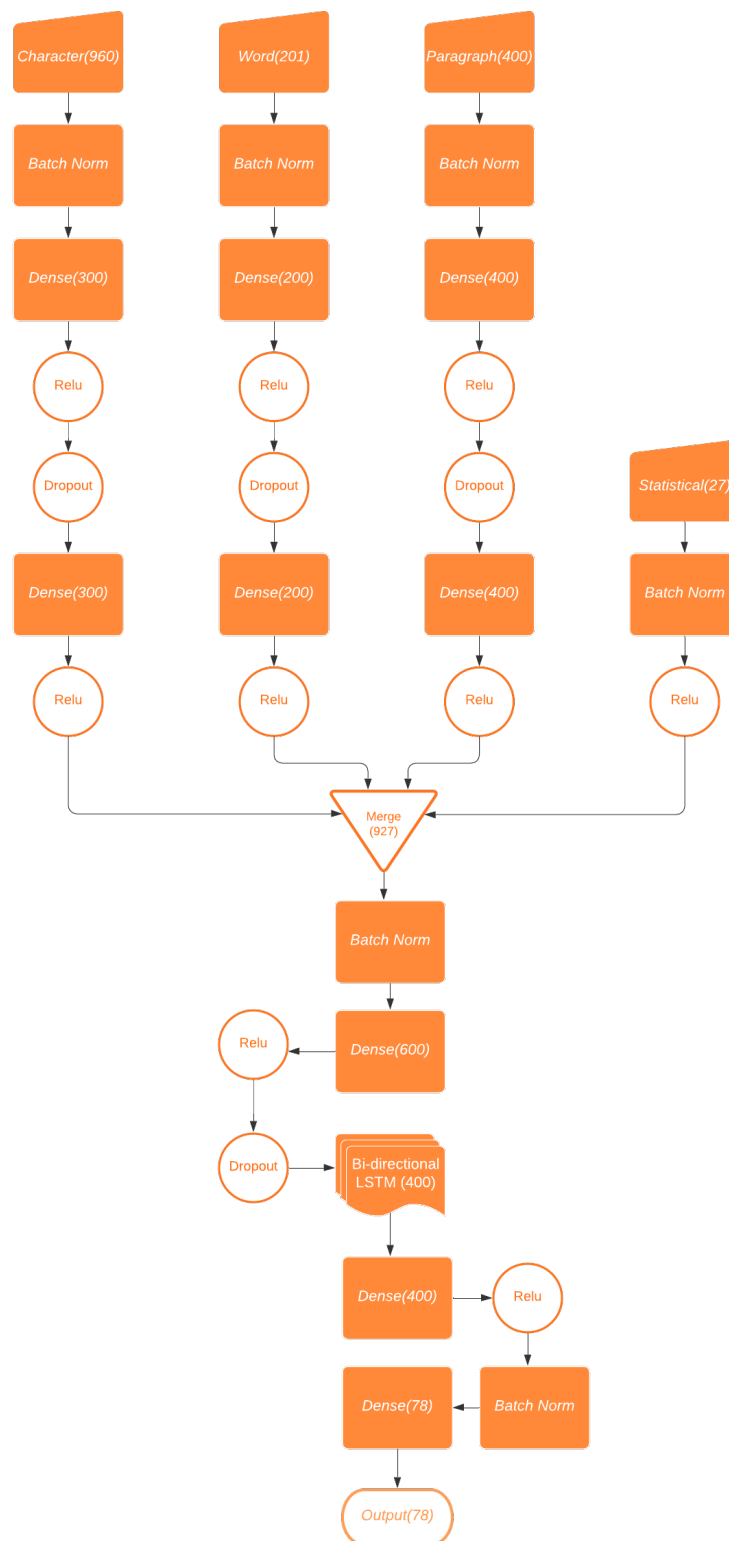 Character(960)
Word(201)
Paragraph(400)
Batch Norm
Batch Norm
Batch Norm
Dense(300)
Dense(200)
Dense(400)
Relu
Relu
Relu
Dropout
Dropout
Dropout
Statistical(27)
Dense(300)
Dense(200)
Dense(400)
Batch Norm
Relu
Relu
Relu
Relu
Merge
(927)
Batch Norm
Relu
Dense(600)
Dropout
Bi-directional
LSTM (400)
Dense(400)
Relu
Dense(78)
Batch Norm
Output(78)